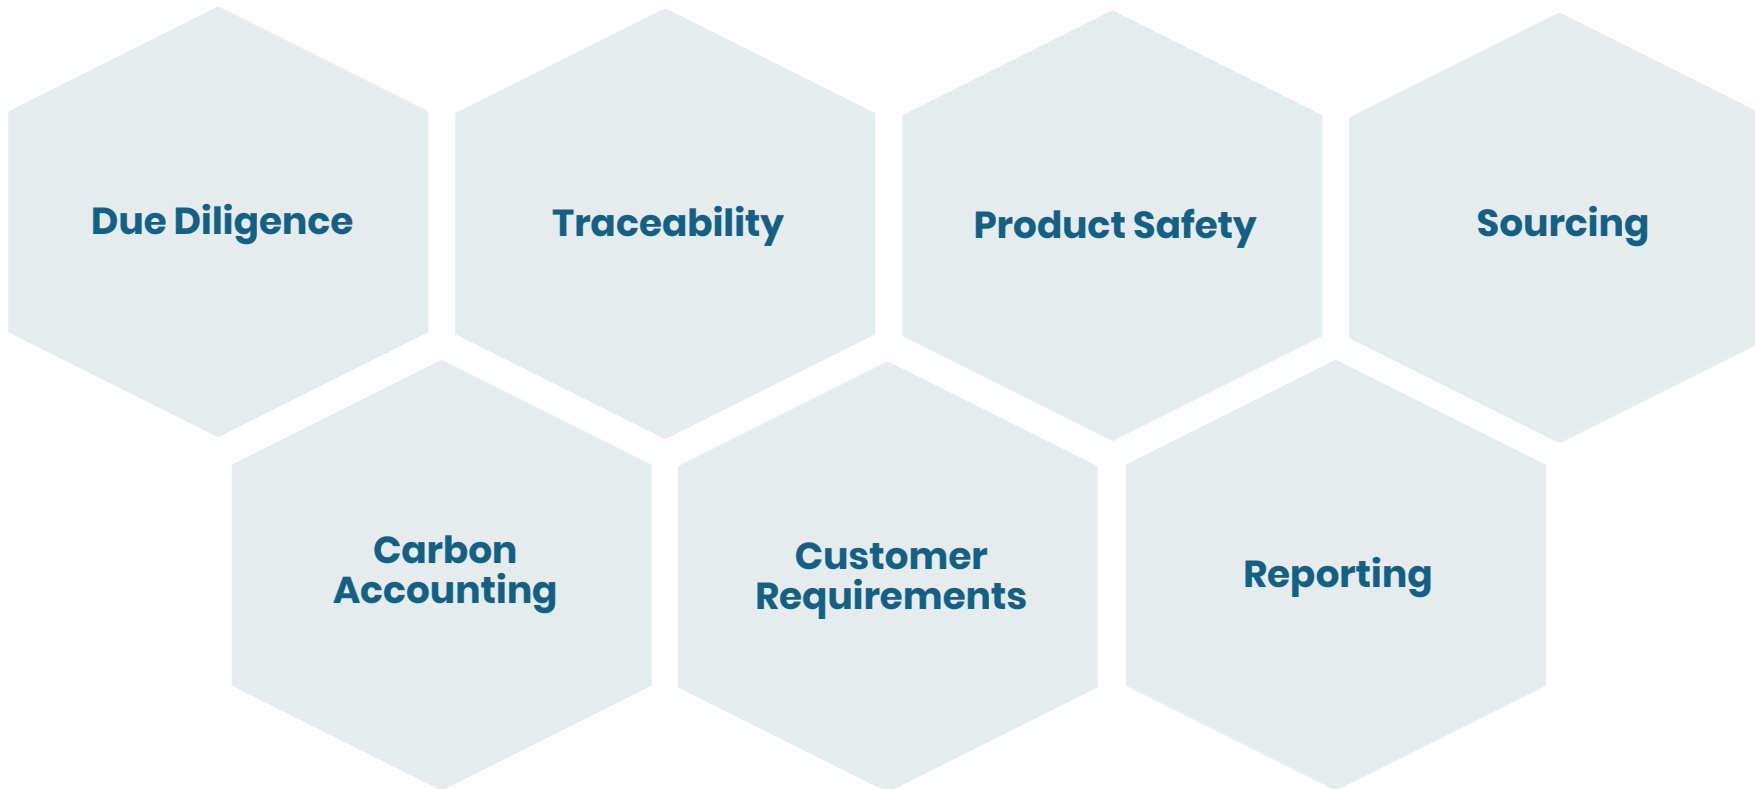 Due Diligence
Traceability
Product Safety
Sourcing
Carbon
Accounting
Customer
Requirements
Reporting